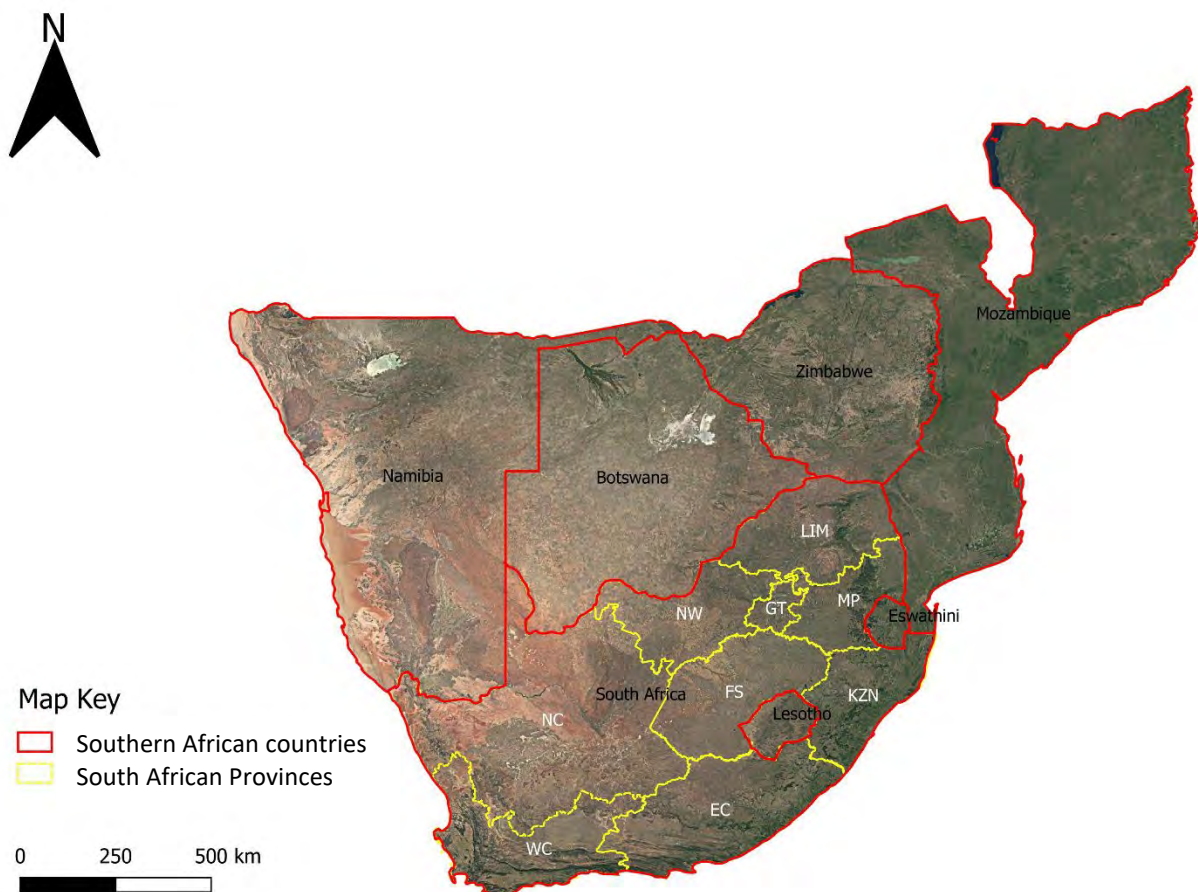 N
Mozambique
Zimbabwe
Namibia
Botswana
LIM
NW
GT
MP
Eswathini
South Africa
FS
KZN
NC
Lesotho
EC
WC
Map Key
Southern African countries
South African Provinces
0 250 500 km